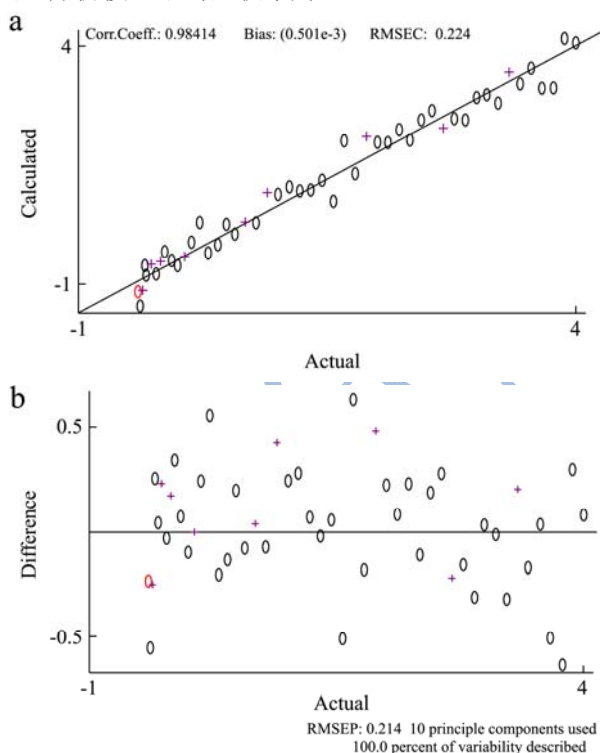 a
Corr.Coeff.: 0.98414 Bias: (0.501e-3) RMSEC: 0.224
4
Calculated
-1
-1
4
Actual
b
0.5
Difference
-0.5
-1
4
Actual
RMSEP: 0.214 10 principle components used
100.0 percent of variability described